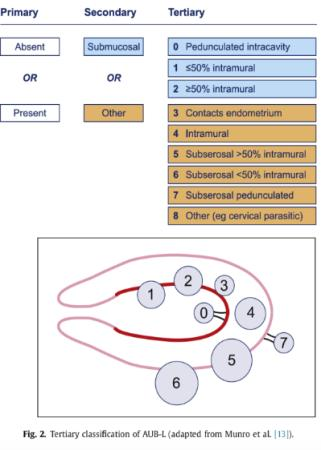 Primary Secondary Tertiary
Absent Submucosal 0 Pedunculated intracavity
OR OR 1 ≤50% intramural
2 ≥50% intramural
Present Other 3 Contacts endometrium
4 Intramural
5 Subserosal >50% intramural
6 Subserosal <50% intramural
7 Subserosal pedunculated
8 Other (eg cervical parasitic)
2
3
1
0
4
7
5
6
Fig. 2. Tertiary classification of AUB-L (adapted from Munro et al. [13]).